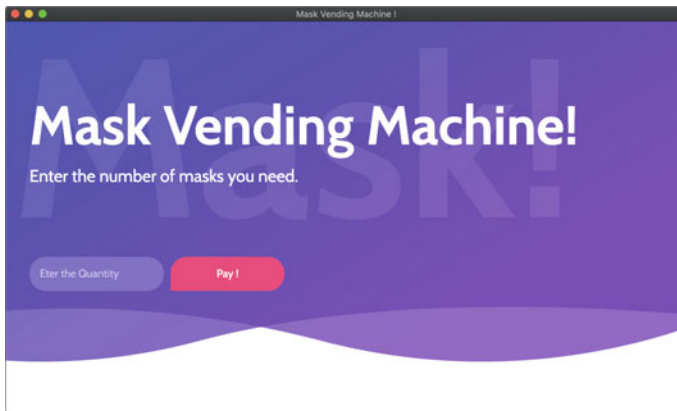 Mask Vending Machine !
Mask!
Mask Vending Machine!
Enter the number of masks you need.
Eter the Quantity
Pay !